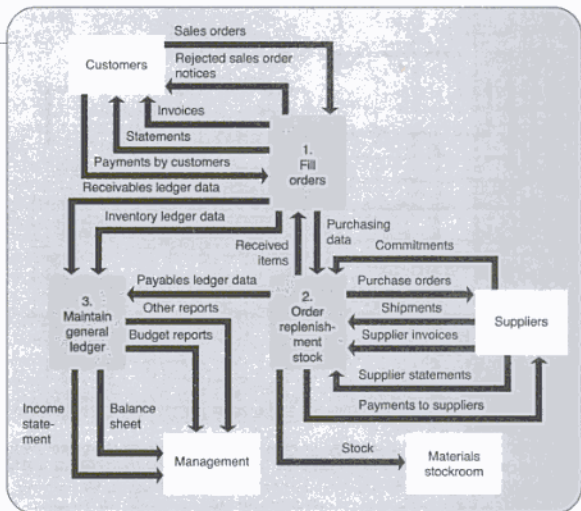 Sales orders
Customers
Rejected sales order
notices
Invoices
Statements
1.
Fill
orders
Payments by customers
Receivables ledger data
Inventory ledger data
Received
items
Purchasing
data
Commitments
Payables ledger data
Purchase orders
3.
Maintain
general
ledger
Other reports
Budget reports
2.
Order
replenish-
ment
stock
Shipments
Supplier invoices
Suppliers
Supplier statements
Payments to suppliers
Income
state-
ment
Balance
sheet
Management
Stock
Materials
stockroom